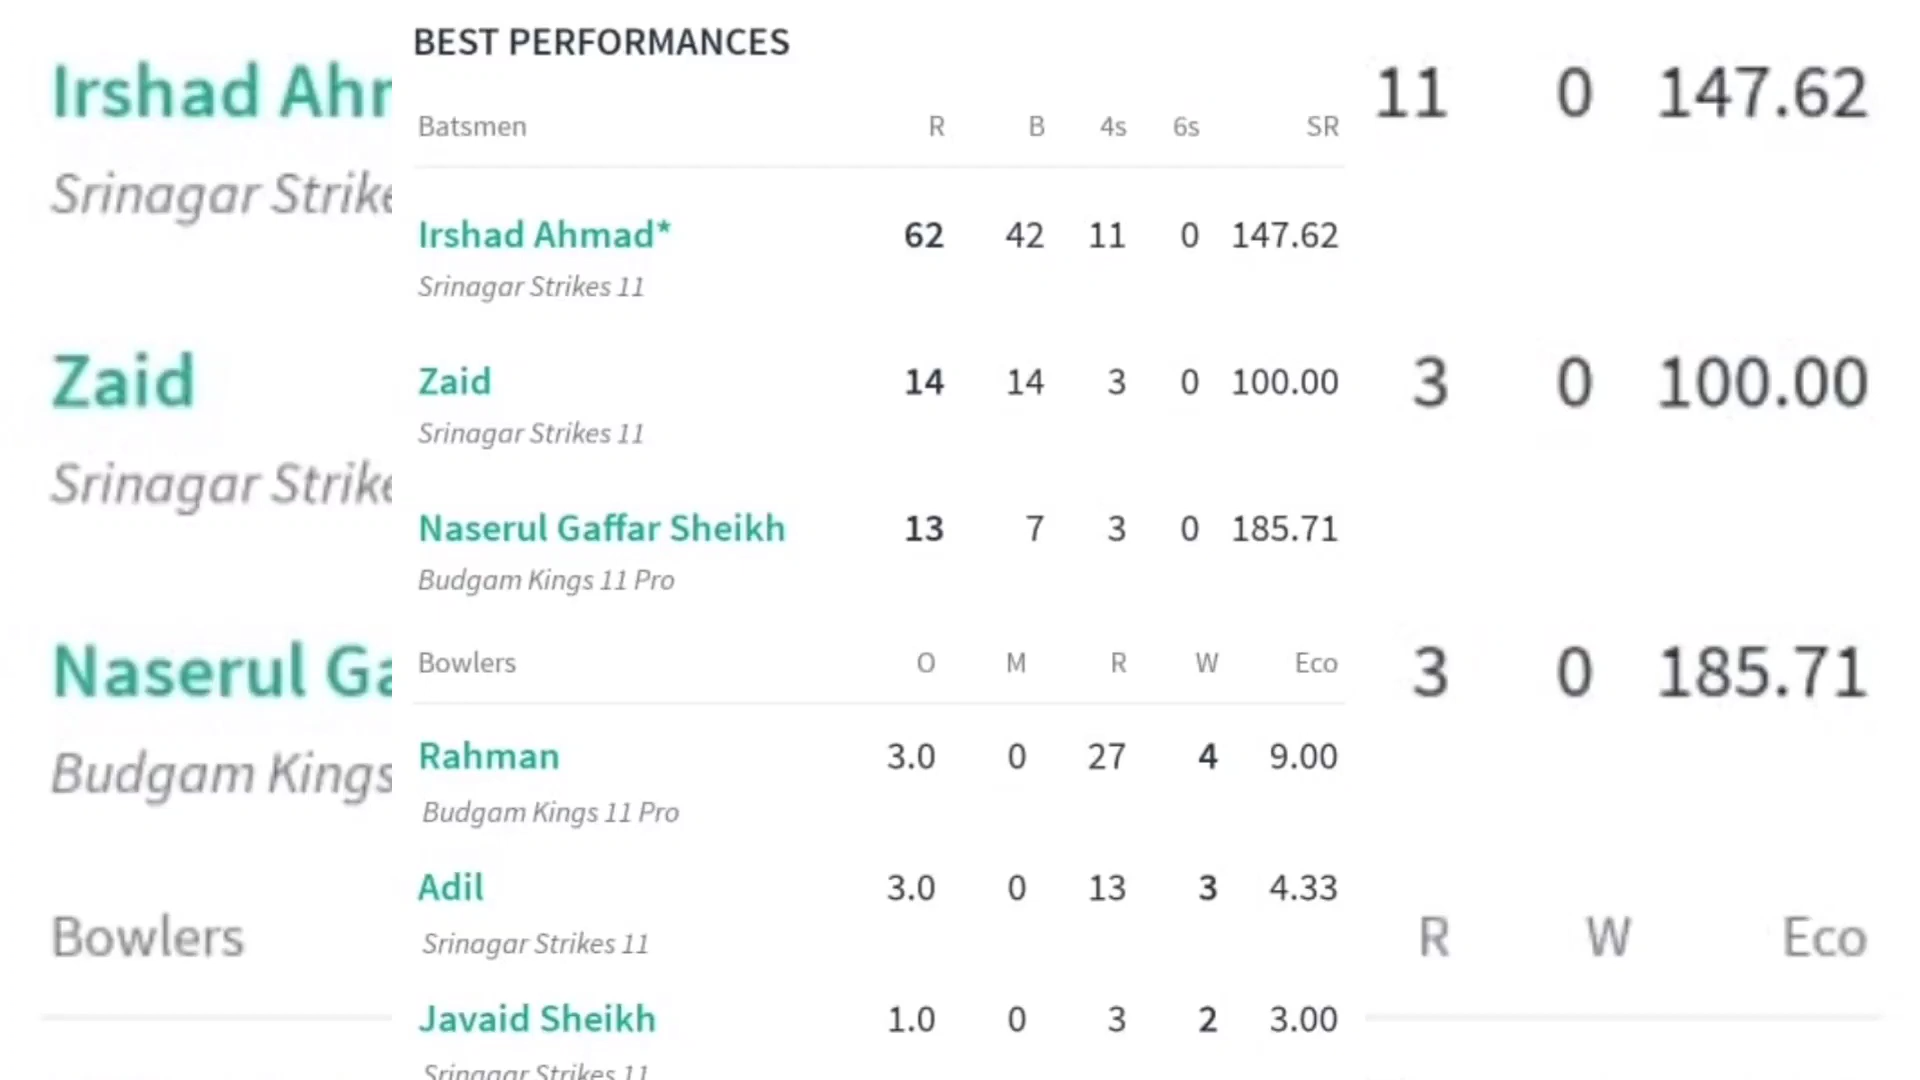 BEST PERFORMANCES
Batsmen R B 4s 6s SR
Irshad Ahmad* 62 42 11 0 147.62
Srinagar Strikes 11
Zaid 14 14 3 0 100.00
Srinagar Strikes 11
Naserul Gaffar Sheikh 13 7 3 0 185.71
Budgam Kings 11 Pro
Bowlers O M R W Eco
Rahman 3.0 0 27 4 9.00
Budgam Kings 11 Pro
Adil 3.0 0 13 3 4.33
Srinagar Strikes 11
Javaid Sheikh 1.0 0 3 2 3.00
Srinagar Strikes 11
Irshad Ahm
Srinagar Strike
Zaid
Srinagar Strike
Naserul Ga
Budgam Kings
Bowlers
11 0 147.62
3 0 100.00
3 0 185.71
R W Eco